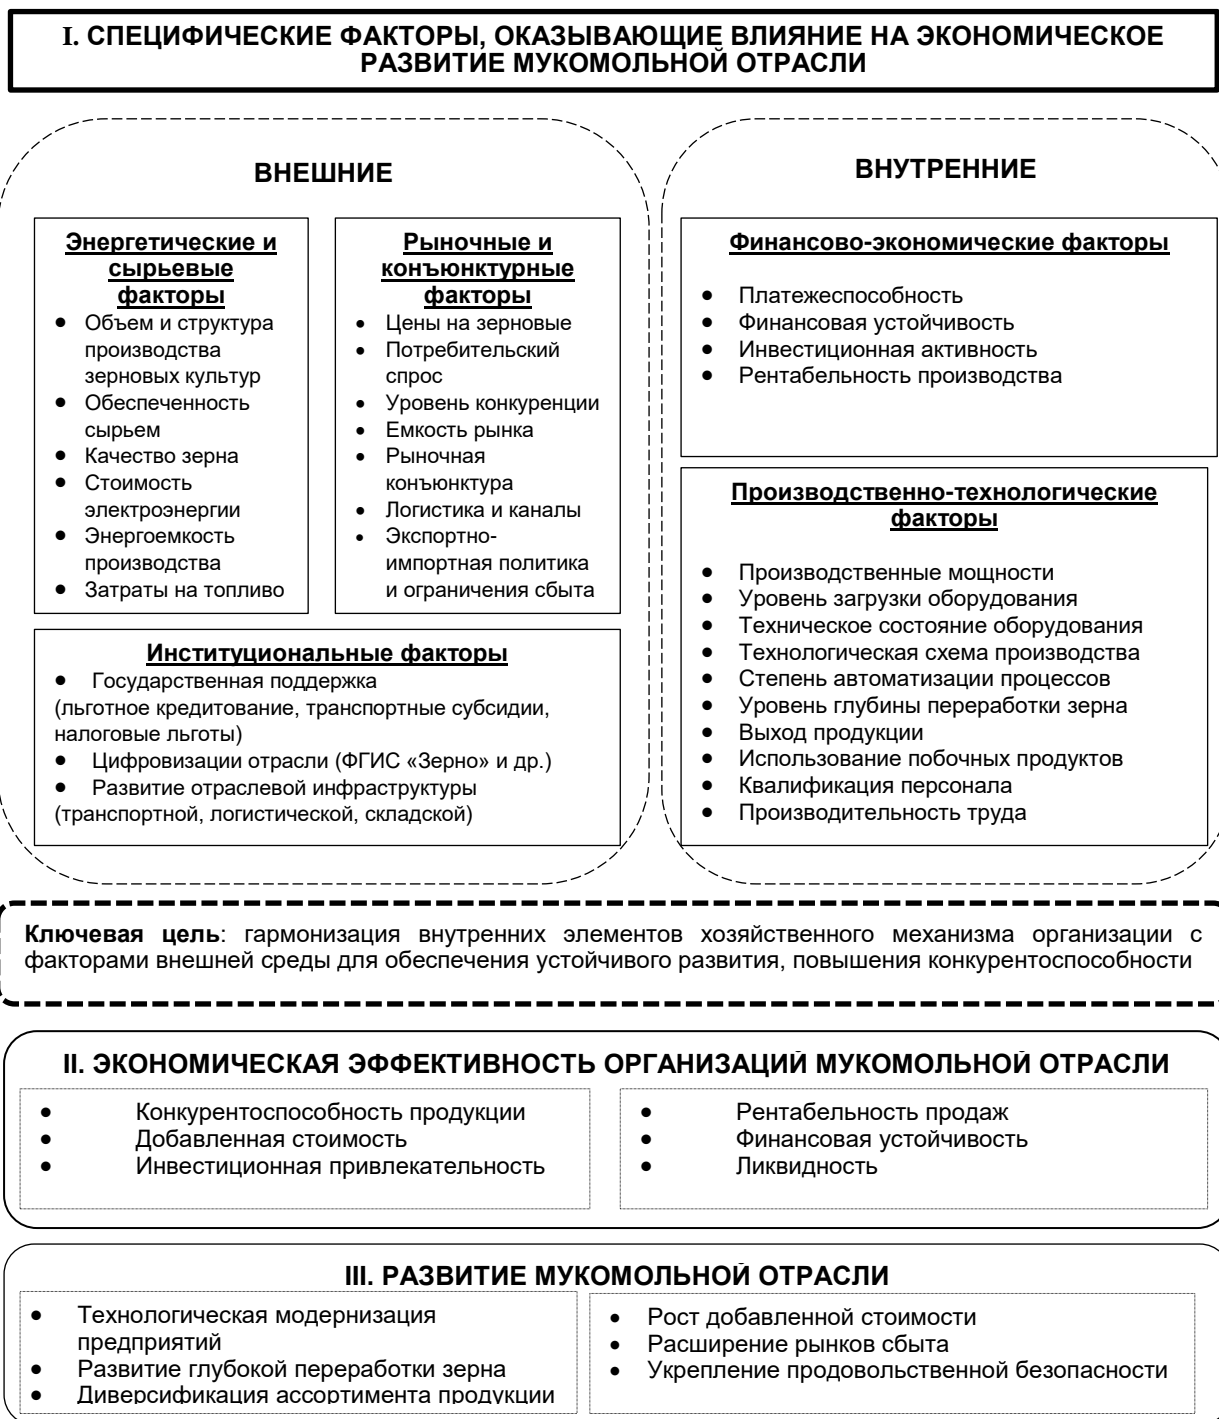 I. СПЕЦИФИЧЕСКИЕ ФАКТОРЫ, ОКАЗЫВАЮЩИЕ ВЛИЯНИЕ НА ЭКОНОМИЧЕСКОЕ
РАЗВИТИЕ МУКОМОЛЬНОЙ ОТРАСЛИ
ВНЕШНИЕ
Энергетические и
сырьевые
факторы
• Объем и структура
производства
зерновых культур
• Обеспеченность
сырьем
• Качество зерна
• Стоимость
электроэнергии
• Энергоемкость
производства
• Затраты на топливо
Рыночные и
конъюнктурные
факторы
• Цены на зерновые
• Потребительский
спрос
• Уровень конкуренции
• Емкость рынка
• Рыночная
конъюнктура
• Логистика и каналы
• Экспортно-
импортная политика
и ограничения сбыта
Институциональные факторы
• Государственная поддержка
(льготное кредитование, транспортные субсидии,
налоговые льготы)
• Цифровизации отрасли (ФГИС «Зерно» и др.)
• Развитие отраслевой инфраструктуры
(транспортной, логистической, складской)
ВНУТРЕННИЕ
Финансово-экономические факторы
• Платежеспособность
• Финансовая устойчивость
• Инвестиционная активность
• Рентабельность производства
Производственно-технологические
факторы
• Производственные мощности
• Уровень загрузки оборудования
• Техническое состояние оборудования
• Технологическая схема производства
• Степень автоматизации процессов
• Уровень глубины переработки зерна
• Выход продукции
• Использование побочных продуктов
• Квалификация персонала
• Производительность труда
Ключевая цель: гармонизация внутренних элементов хозяйственного механизма организации с
факторами внешней среды для обеспечения устойчивого развития, повышения конкурентоспособности
II. ЭКОНОМИЧЕСКАЯ ЭФФЕКТИВНОСТЬ ОРГАНИЗАЦИЙ МУКОМОЛЬНОЙ ОТРАСЛИ
• Конкурентоспособность продукции
• Добавленная стоимость
• Инвестиционная привлекательность
• Рентабельность продаж
• Финансовая устойчивость
• Ликвидность
III. РАЗВИТИЕ МУКОМОЛЬНОЙ ОТРАСЛИ
• Технологическая модернизация
предприятий
• Развитие глубокой переработки зерна
• Диверсификация ассортимента продукции
• Рост добавленной стоимости
• Расширение рынков сбыта
• Укрепление продовольственной безопасности